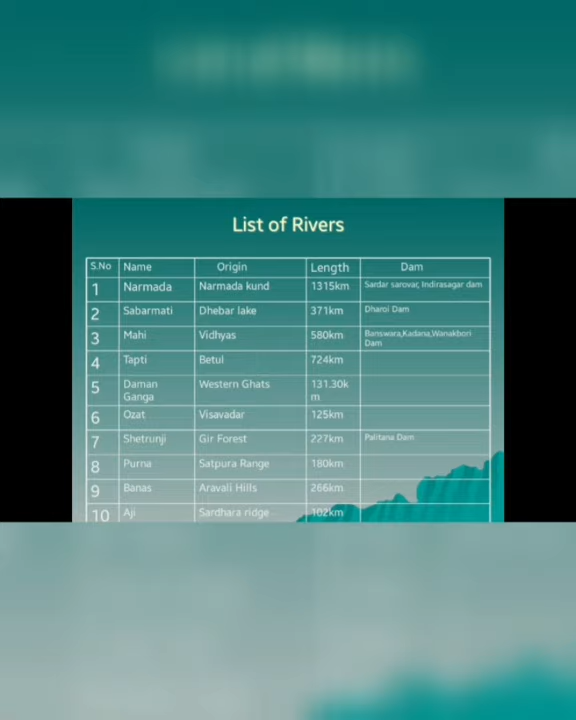 List of Rivers
S.No Name Origin Length Dam
1 Narmada Narmada kund 1315km Sardar sarovar, Indirasagar dam
2 Sabarmati Dhebar lake 371km Dharoi Dam
3 Mahi Vidhyas 580km Banswara,Kadana,Wanakbori
Dam
4 Tapti Betul 724km
5 Daman Western Ghats 131.30k
Ganga m
6 Ozat Visavadar 125km
7 Shetrunji Gir Forest 227km Palitana Dam
8 Purna Satpura Range 180km
9 Banas Aravali Hills 266km
10 Aji Sardhara ridge 102km